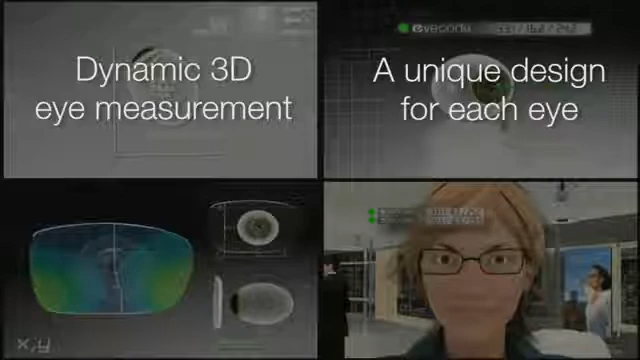 Dynamic 3D
eye measurement
eyecode
A unique design
for each eye
x,y